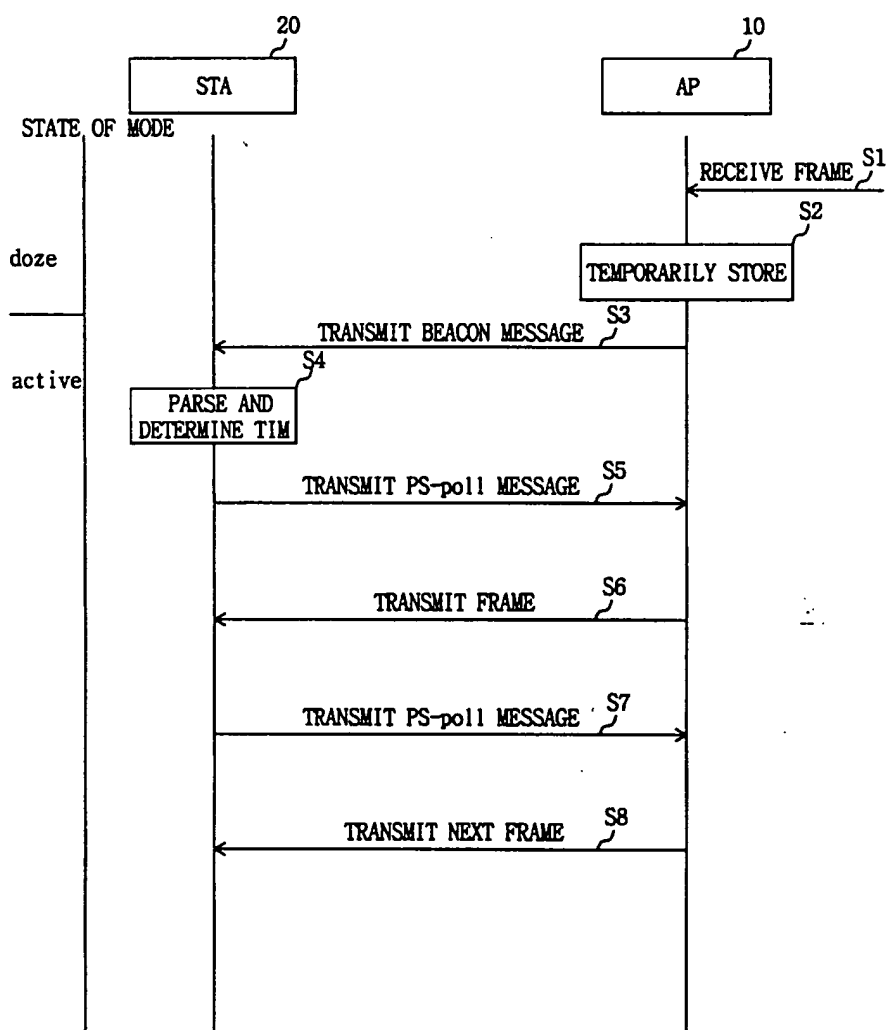 20
10
STA
AP
STATE OF MODE
S1
RECEIVE FRAME
S2
doze
TEMPORARILY STORE
S3
TRANSMIT BEACON MESSAGE
S4
active
PARSE AND
DETERMINE TIM
S5
TRANSMIT PS-poll MESSAGE
S6
TRANSMIT FRAME
S7
TRANSMIT PS-poll MESSAGE
S8
TRANSMIT NEXT FRAME